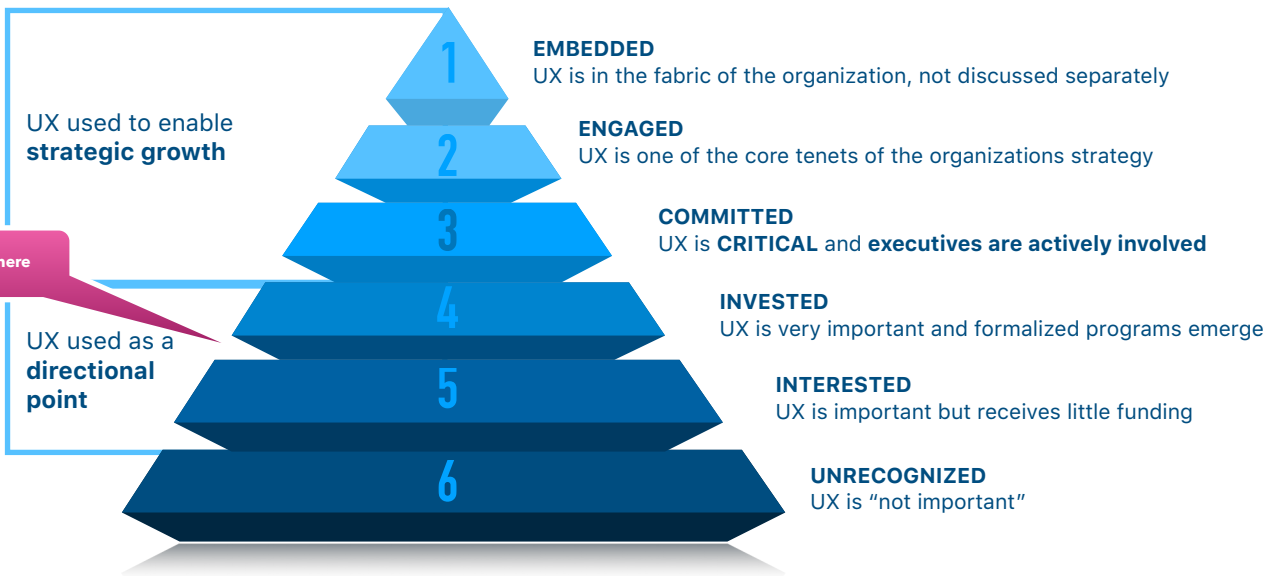 1
EMBEDDED
UX is in the fabric of the organization, not discussed separately
UX used to enable
strategic growth
2
ENGAGED
UX is one of the core tenets of the organizations strategy
3
COMMITTED
UX is CRITICAL and executives are actively involved
here
4
INVESTED
UX is very important and formalized programs emerge
UX used as a
directional
point
5
INTERESTED
UX is important but receives little funding
6
UNRECOGNIZED
UX is “not important”